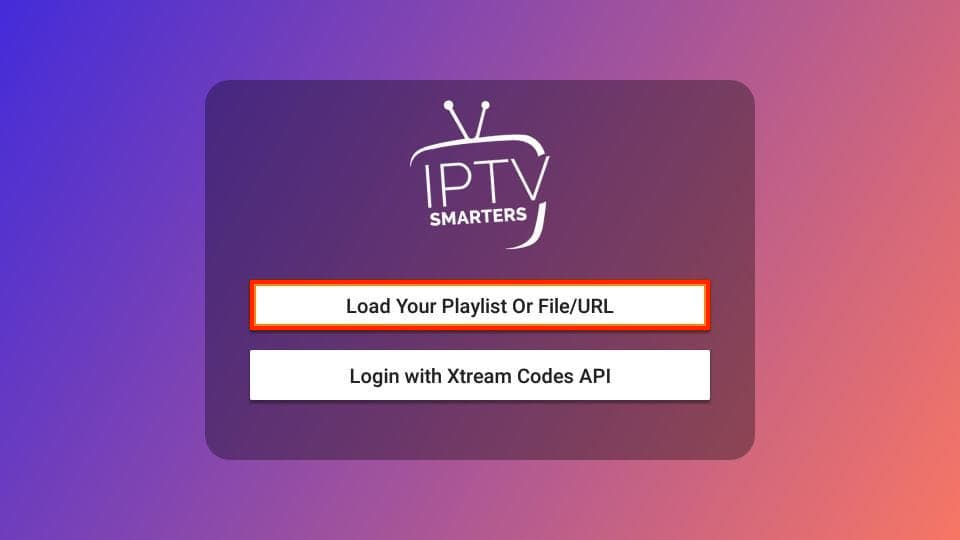 IPTV
SMARTERS
Load Your Playlist Or File/URL
Login with Xtream Codes API